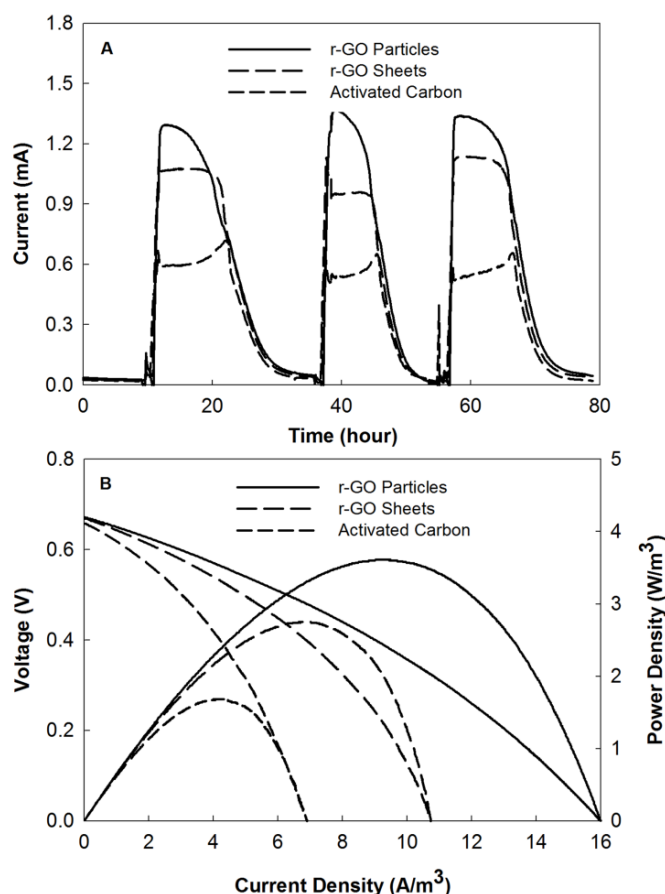 1.8
A
r-GO Particles
1.5
r-GO Sheets
Activated Carbon
1.2
Current (mA)
0.9
0.6
0.3
0.0
0 20 40 60 80
Time (hour)
0.8 5
B
r-GO Particles
r-GO Sheets
4
Activated Carbon
0.6
3
Voltage (V)
0.4
Power Density (W/m³)
2
0.2
1
0.0 0
0 2 4 6 8 10 12 14 16
Current Density (A/m³)